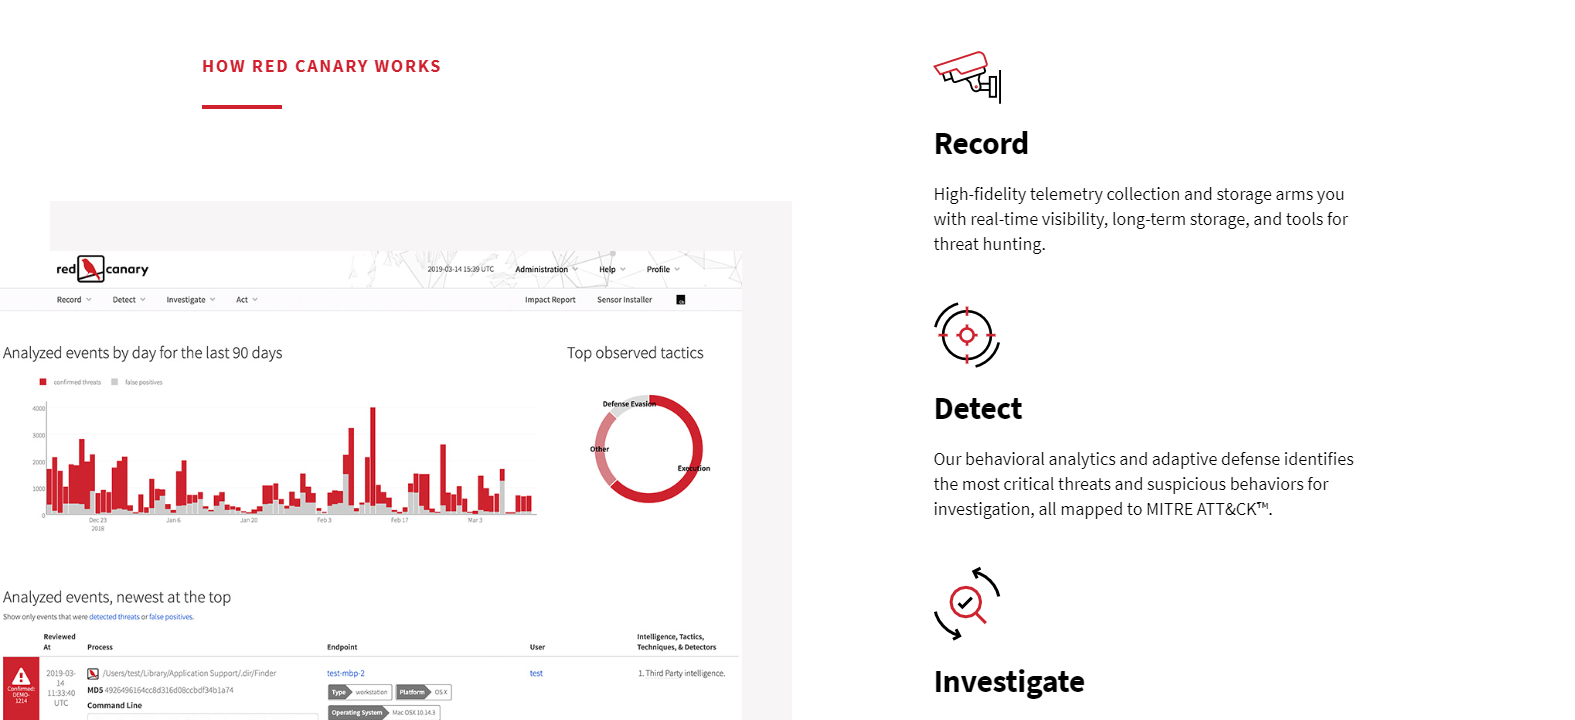 HOW RED CANARY WORKS
red canary
2019-03-14 15:39 UTC
Administration
Help
Profile
Record
Detect
Investigate
Act
Impact Report
Sensor Installer
Analyzed events by day for the last 90 days
confirmed threats
false positives
4000
3000
2000
1000
0
Dec 23
2018
Jan 6
Jan 20
Feb 3
Feb 17
Mar 3
Top observed tactics
Defense Evasion
Other
Execution
Analyzed events, newest at the top
Show only events that were detected threats or false positives.
Reviewed At
Process
Endpoint
User
Intelligence, Tactics, Techniques, & Detectors
Confirmed:
DEMO-
1214
2019-03-
14
11:33:40
UTC
/Users/test/Library/Application Support/.dir/Finder
MD5 4926496164cc8d316d08ccbdf34b1a74
Command Line
test-mbp-2
Type workstation
Platform OS X
Operating System Mac OSX 10.14.3
test
1. Third Party intelligence.
Record
High-fidelity telemetry collection and storage arms you
with real-time visibility, long-term storage, and tools for
threat hunting.
Detect
Our behavioral analytics and adaptive defense identifies
the most critical threats and suspicious behaviors for
investigation, all mapped to MITRE ATT&CK™.
Investigate